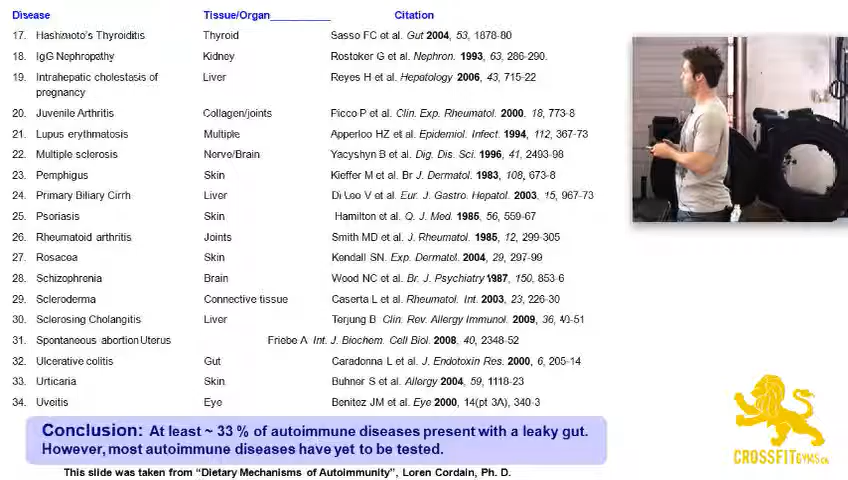 Disease Tissue/Organ___________ Citation
17. Hashimoto's Thyroiditis Thyroid Sasso FC et al. Gut 2004, 53, 1878-80
18. IgG Nephropathy Kidney Rostoker G et al. Nephron. 1993, 63, 286-290.
19. Intrahepatic cholestasis of Liver Reyes H et al. Hepatology 2006, 43, 715-22
pregnancy
20. Juvenile Arthritis Collagen/joints Picco P et al. Clin. Exp. Rheumatol. 2000. 18, 773-8
21. Lupus erythmatosis Multiple Apperloo HZ et al. Epidemiol. Infect. 1994, 112, 367-73
22. Multiple sclerosis Nerve/Brain Yacyshyn B et al. Dig. Dis. Sci. 1996, 41, 2493-98
23. Pemphigus Skin Kieffer M et al. Br J. Dermatol. 1983, 108, 673-8
24. Primary Biliary Cirrh Liver Di Leo V et al. Eur. J. Gastro. Hepatol. 2003, 15, 967-73
25. Psoriasis Skin Hamilton et al. Q. J. Med. 1985, 56, 559-67
26. Rheumatoid arthritis Joints Smith MD et al. J. Rheumatol. 1985, 12, 299-305
27. Rosacea Skin Kendall SN. Exp. Dermatol. 2004, 29, 297-99
28. Schizophrenia Brain Wood NC et al. Br. J. Psychiatry 1987, 150, 853-6
29. Scleroderma Connective tissue Caserta L et al. Rheumatol. Int. 2003, 23, 226-30
30. Sclerosing Cholangitis Liver Terjung B Clin. Rev. Allergy Immunol. 2009, 36, 40-51
31. Spontaneous abortion Uterus Friebe A Int. J. Biochem. Cell Biol. 2008, 40, 2348-52
32. Ulcerative colitis Gut Caradonna L et al. J. Endotoxin Res. 2000, 6, 205-14
33. Urticaria Skin Buhner S et al. Allergy 2004, 59, 1118-23
34. Uveitis Eye Benitez JM et al. Eye 2000, 14(pt 3A), 340-3
Conclusion: At least ~ 33 % of autoimmune diseases present with a leaky gut.
However, most autoimmune diseases have yet to be tested.
This slide was taken from “Dietary Mechanisms of Autoimmunity”, Loren Cordain, Ph. D.
CROSSFITGYMS.CA